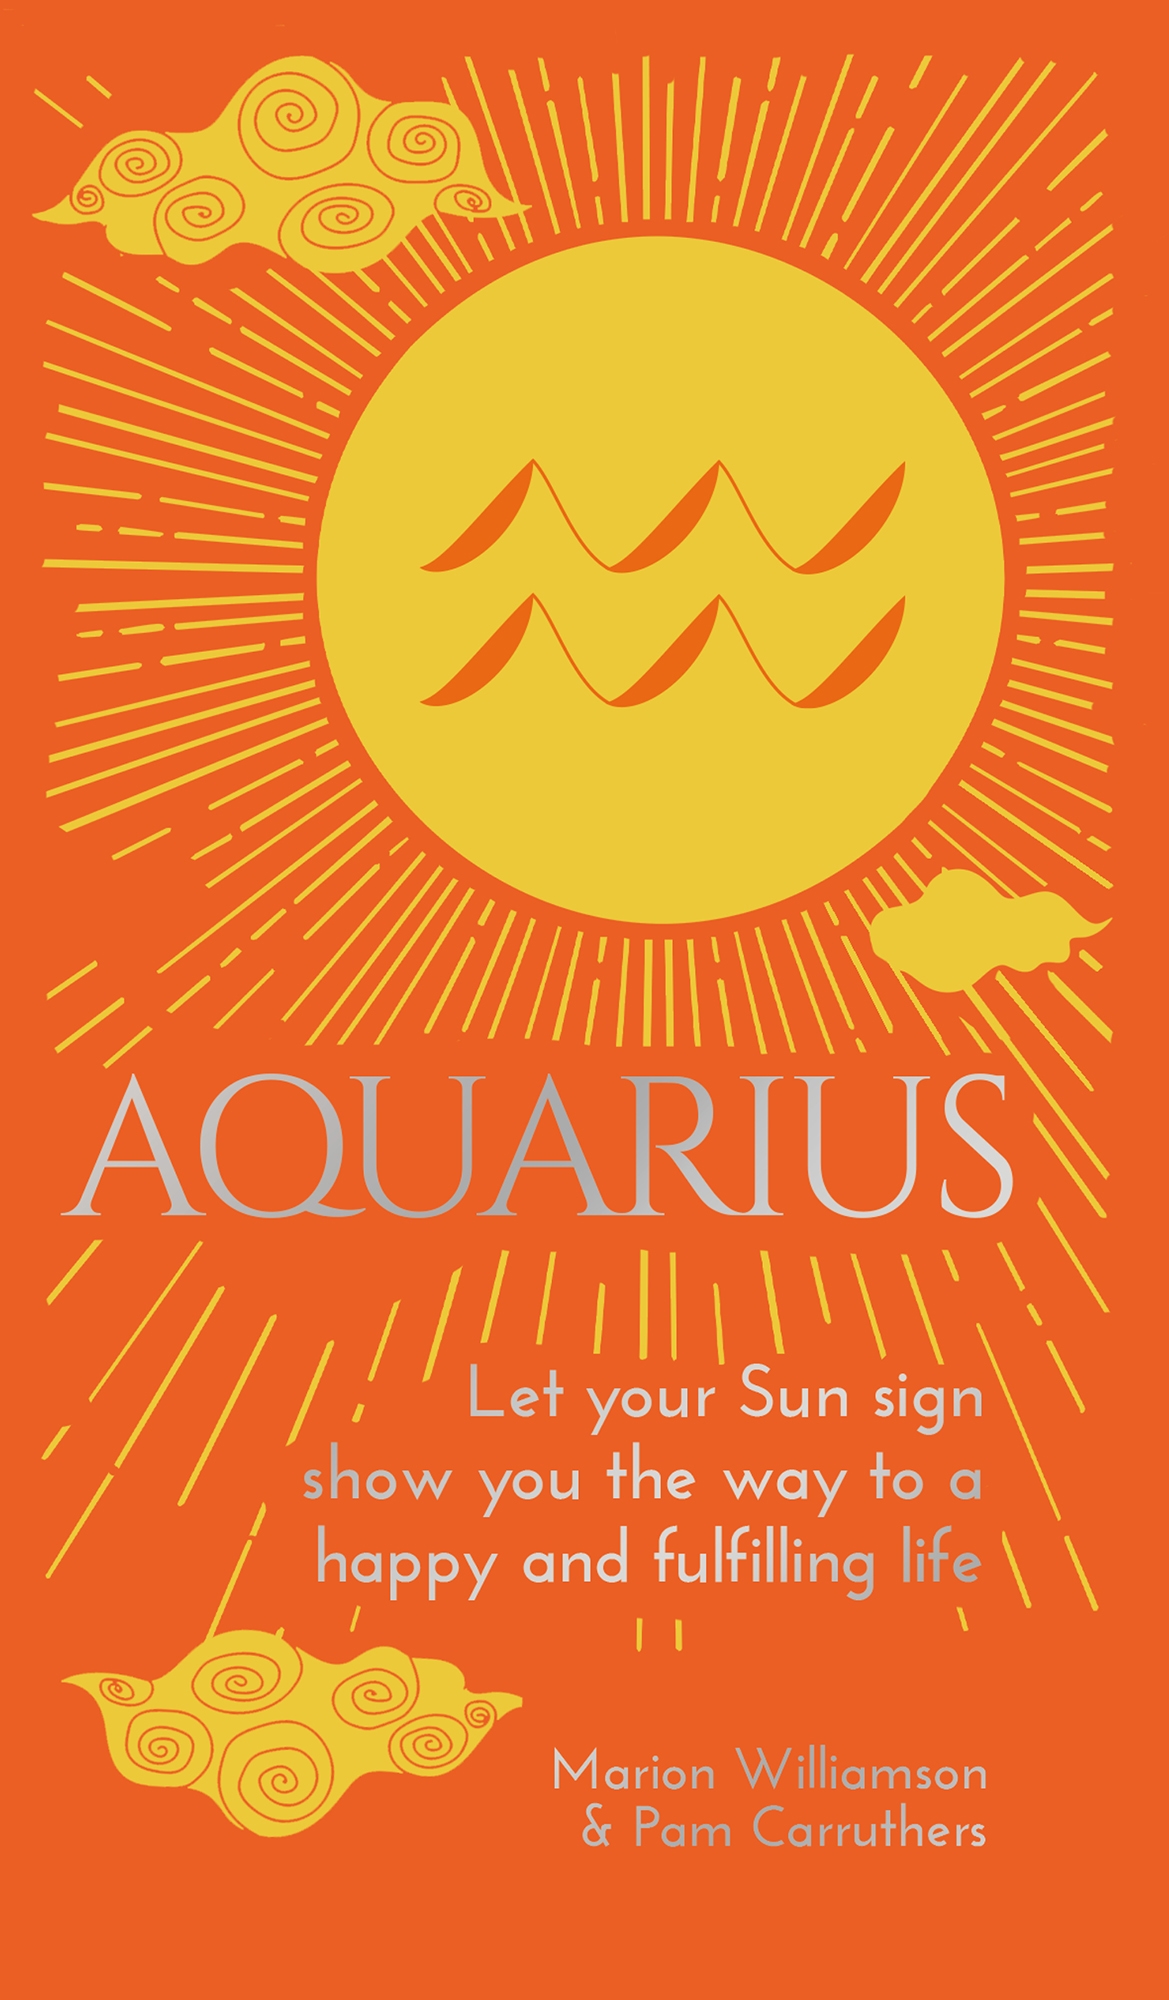 AQUARIUS
Let your Sun sign
show you the way to a
happy and fulfilling life
Marion Williamson
& Pam Carruthers